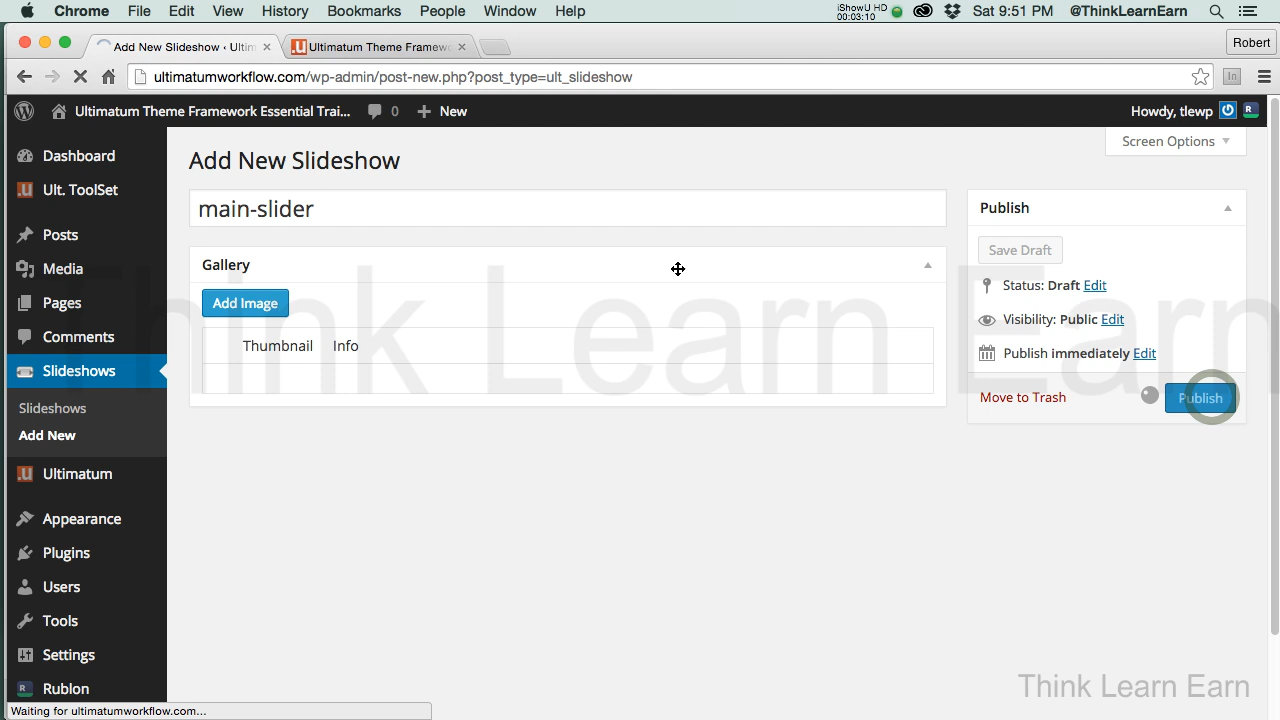 Chrome File Edit View History Bookmarks People Window Help iShowU HD 00:03:10 Sat 9:51 PM @ThinkLearnEarn
Add New Slideshow ‹ Ultim Ultimatum Theme Framew Robert
ultimatumworkflow.com/wp-admin/post-new.php?post_type=ult_slideshow
Ultimatum Theme Framework Essential Trai... 0 New Howdy, tlewp
Screen Options
Dashboard
Ult. ToolSet
Posts
Media
Pages
Comments
Slideshows
Slideshows
Add New
Ultimatum
Appearance
Plugins
Users
Tools
Settings
Rublon
Add New Slideshow
main-slider
Gallery
Add Image
Thumbnail Info
Publish
Save Draft
Status: Draft Edit
Visibility: Public Edit
Publish immediately Edit
Move to Trash Publish
Think Learn Earn
Think Learn Earn
Waiting for ultimatumworkflow.com...